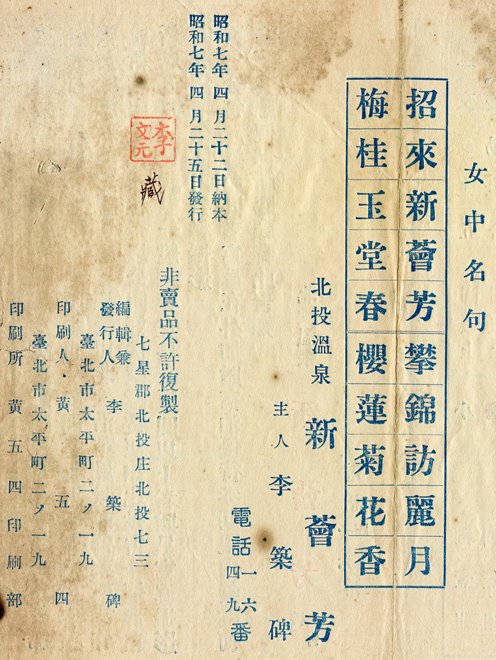 女中名句
招來新薈芳攀錦訪麗月
梅桂玉堂春櫻蓮菊花香
北投溫泉 新薈芳
主人 李築碑
電話 一六 四九番
昭和七年四月二十二日納本
昭和七年四月二十五日發行
非賣品不許復製
七星郡北投庄北投七三
編輯兼發行人 李築碑
臺北市太平町二ノ一九
印刷人・黃五四
臺北市太平町二ノ一九
印刷所 黃五四印刷部
李文元
藏